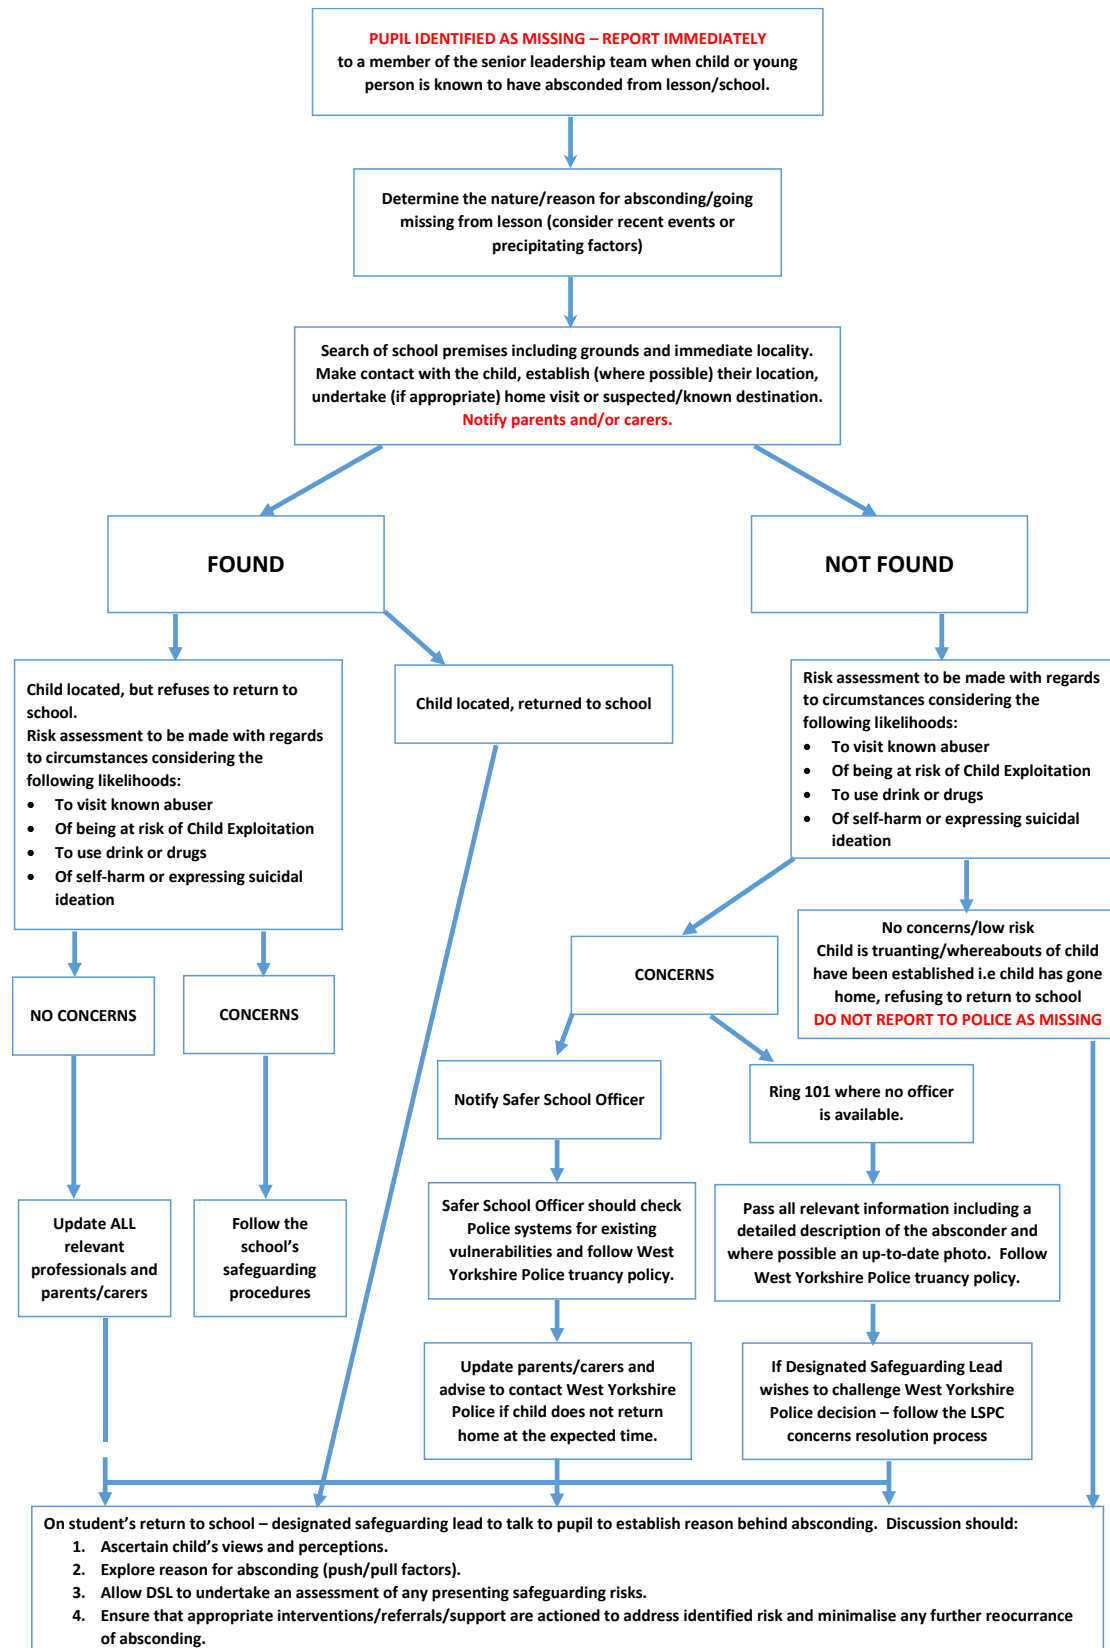 PUPIL IDENTIFIED AS MISSING – REPORT IMMEDIATELY
to a member of the senior leadership team when child or young
person is known to have absconded from lesson/school.
Determine the nature/reason for absconding/going
missing from lesson (consider recent events or
precipitating factors)
Search of school premises including grounds and immediate locality.
Make contact with the child, establish (where possible) their location,
undertake (if appropriate) home visit or suspected/known destination.
Notify parents and/or carers.
FOUND
NOT FOUND
Child located, but refuses to return to
school.
Risk assessment to be made with regards
to circumstances considering the
following likelihoods:
• To visit known abuser
• Of being at risk of Child Exploitation
• To use drink or drugs
• Of self-harm or expressing suicidal
ideation
Child located, returned to school
Risk assessment to be made with regards
to circumstances considering the
following likelihoods:
• To visit known abuser
• Of being at risk of Child Exploitation
• To use drink or drugs
• Of self-harm or expressing suicidal
ideation
NO CONCERNS
CONCERNS
CONCERNS
No concerns/low risk
Child is truanting/whereabouts of child
have been established i.e child has gone
home, refusing to return to school
DO NOT REPORT TO POLICE AS MISSING
Notify Safer School Officer
Ring 101 where no officer
is available.
Update ALL
relevant
professionals and
parents/carers
Follow the
school's
safeguarding
procedures
Safer School Officer should check
Police systems for existing
vulnerabilities and follow West
Yorkshire Police truancy policy.
Pass all relevant information including a
detailed description of the absconder and
where possible an up-to-date photo.  Follow
West Yorkshire Police truancy policy.
Update parents/carers and
advise to contact West Yorkshire
Police if child does not return
home at the expected time.
If Designated Safeguarding Lead
wishes to challenge West Yorkshire
Police decision – follow the LSPC
concerns resolution process
On student's return to school – designated safeguarding lead to talk to pupil to establish reason behind absconding.  Discussion should:
1. Ascertain child's views and perceptions.
2. Explore reason for absconding (push/pull factors).
3. Allow DSL to undertake an assessment of any presenting safeguarding risks.
4. Ensure that appropriate interventions/referrals/support are actioned to address identified risk and minimalise any further reocurrance
of absconding.